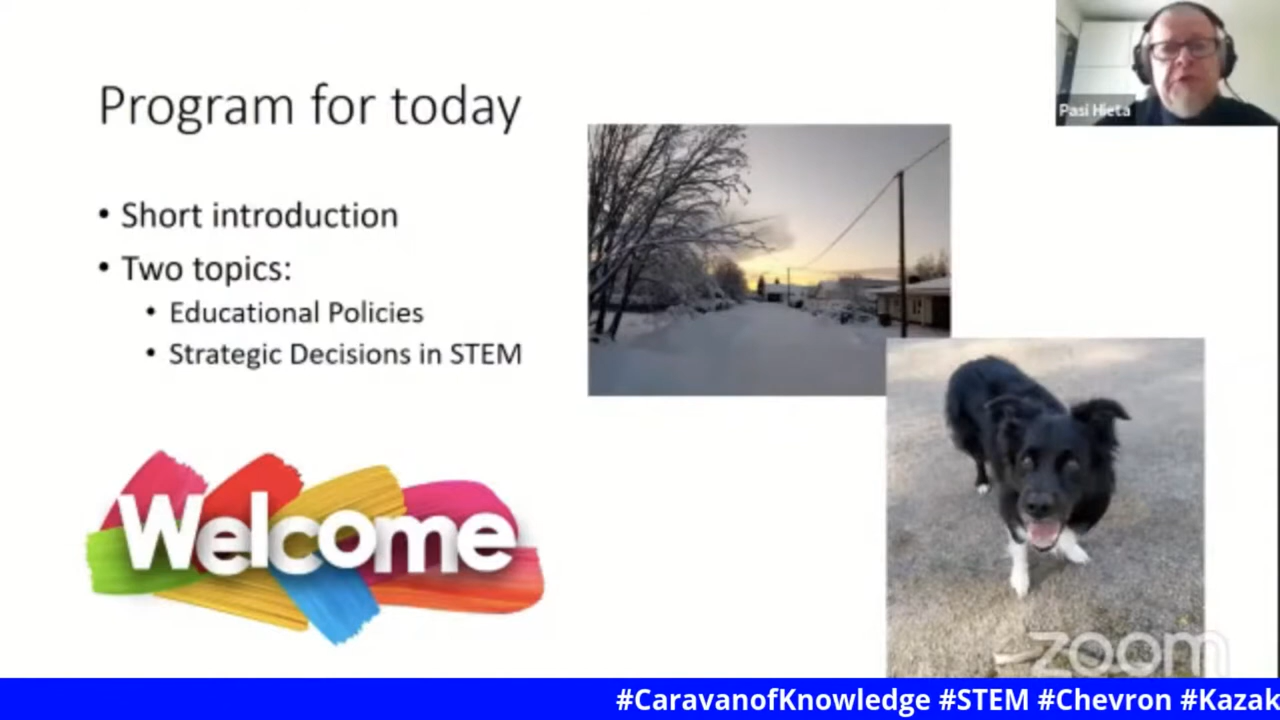 Program for today
Pasi Hieta
• Short introduction
• Two topics:
• Educational Policies
• Strategic Decisions in STEM
Welcome
zoom
#CaravanofKnowledge #STEM #Chevron #Kazak